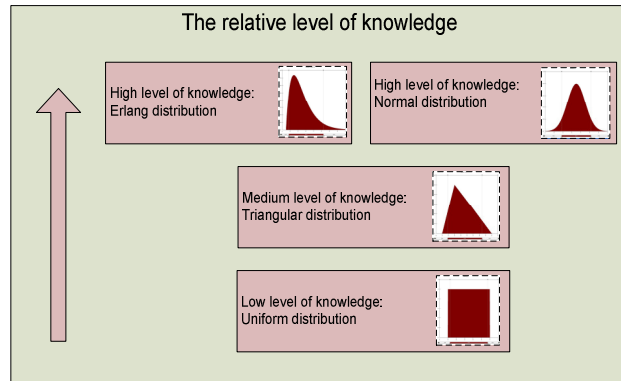 The relative level of knowledge
High level of knowledge:
Erlang distribution
High level of knowledge:
Normal distribution
Medium level of knowledge:
Triangular distribution
Low level of knowledge:
Uniform distribution